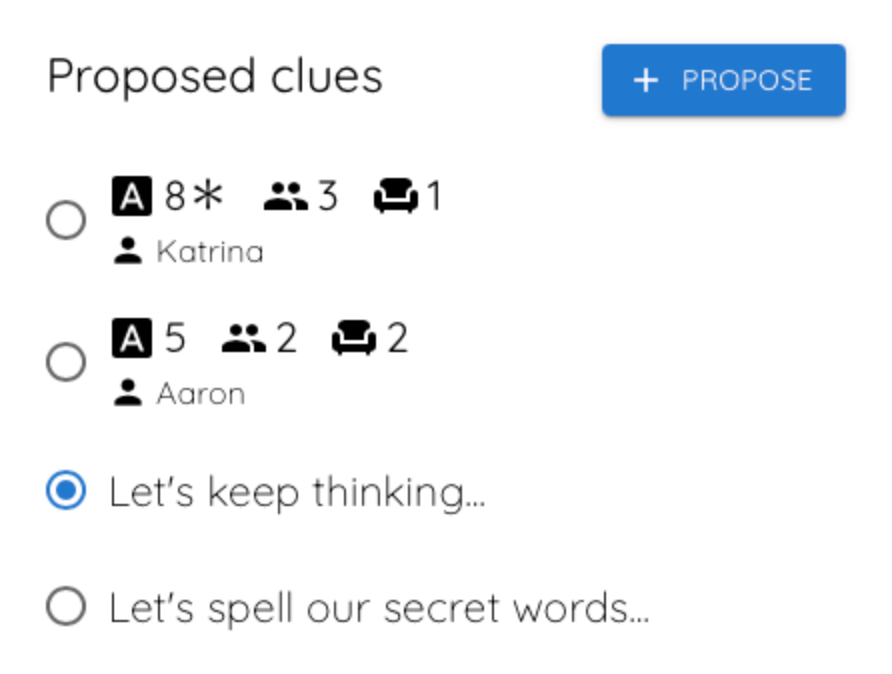 Proposed clues
+ PROPOSE
A 8* 3 1
Katrina
A 5 2 2
Aaron
Let's keep thinking...
Let's spell our secret words...